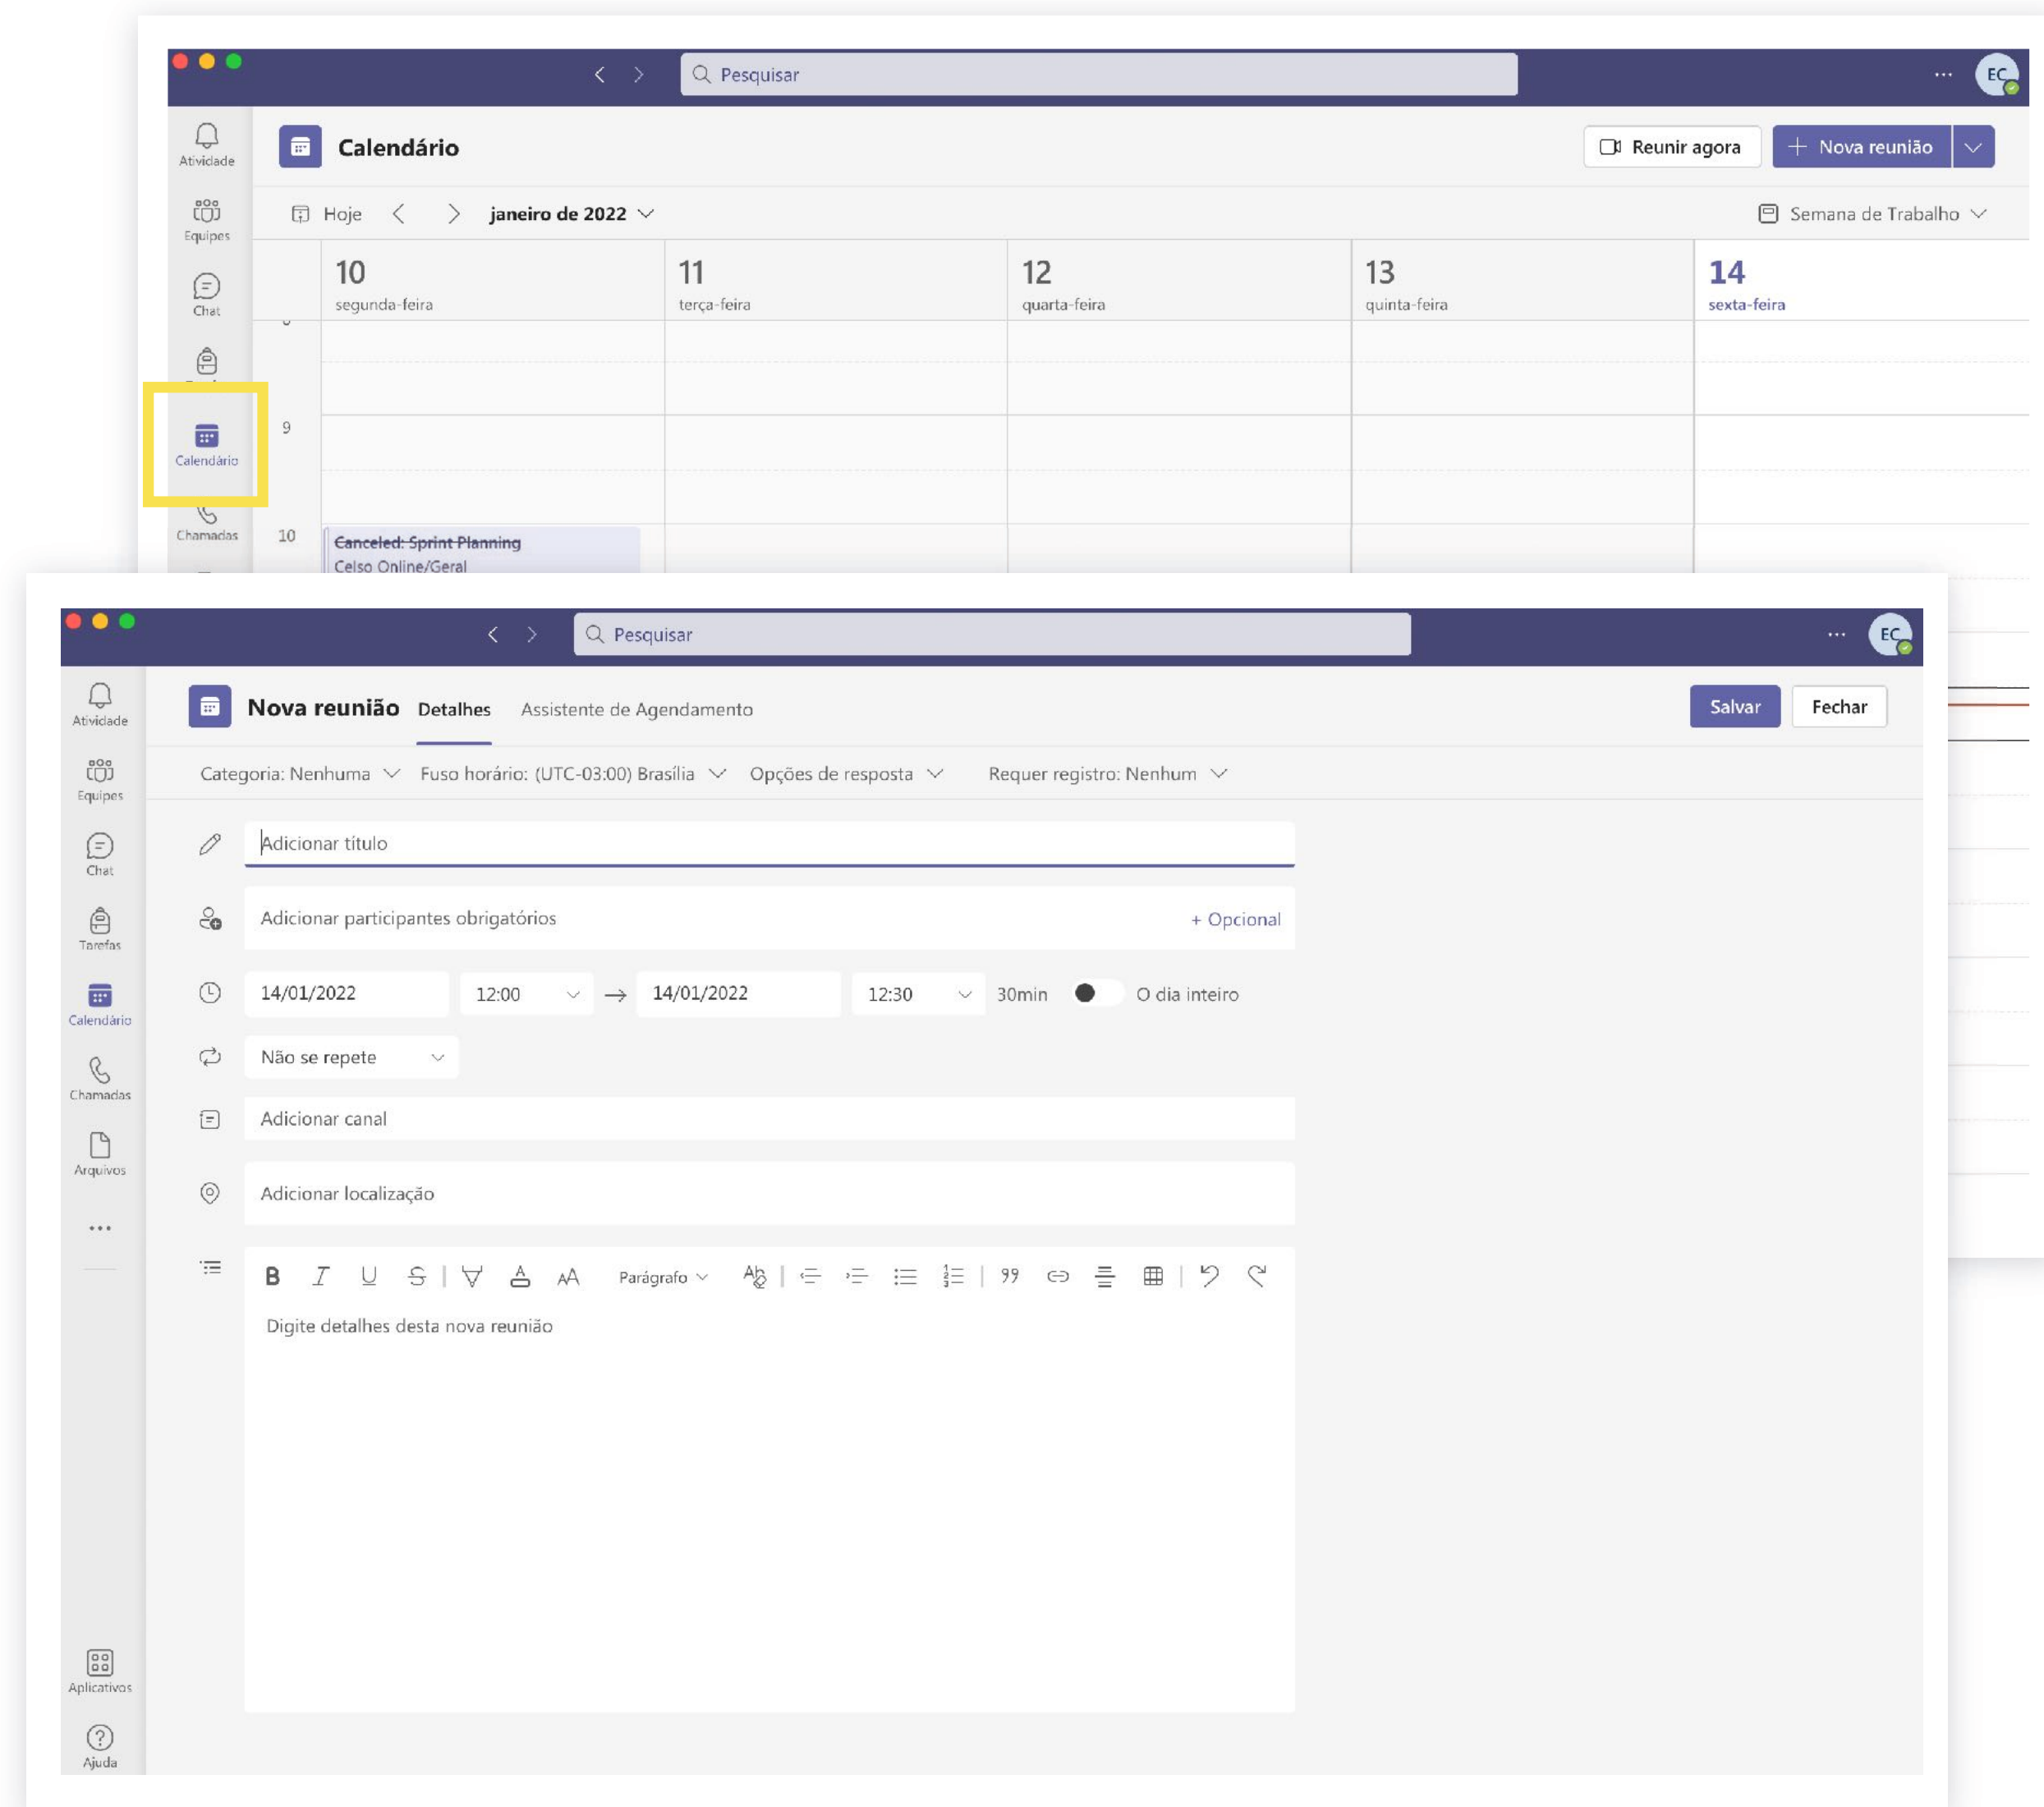 Pesquisar
... EC
Atividade
Calendário
Reunir agora
+ Nova reunião
Equipes
Hoje
janeiro de 2022
Semana de Trabalho
10
segunda-feira
11
terça-feira
12
quarta-feira
13
quinta-feira
14
sexta-feira
Chat
9
Calendário
Chamadas
10
Canceled: Sprint Planning
Celso Online/Geral
Pesquisar
... EC
Atividade
Nova reunião Detalhes Assistente de Agendamento
Salvar
Fechar
Equipes
Categoria: Nenhuma Fuso horário: (UTC-03:00) Brasília Opções de resposta Requer registro: Nenhum
Adicionar título
Chat
Adicionar participantes obrigatórios
+ Opcional
Tarefas
14/01/2022 12:00 → 14/01/2022 12:30 30min O dia inteiro
Calendário
Não se repete
Chamadas
Adicionar canal
Arquivos
Adicionar localização
...
B I U S A AA Parágrafo Ab 99
Digite detalhes desta nova reunião
Aplicativos
Ajuda